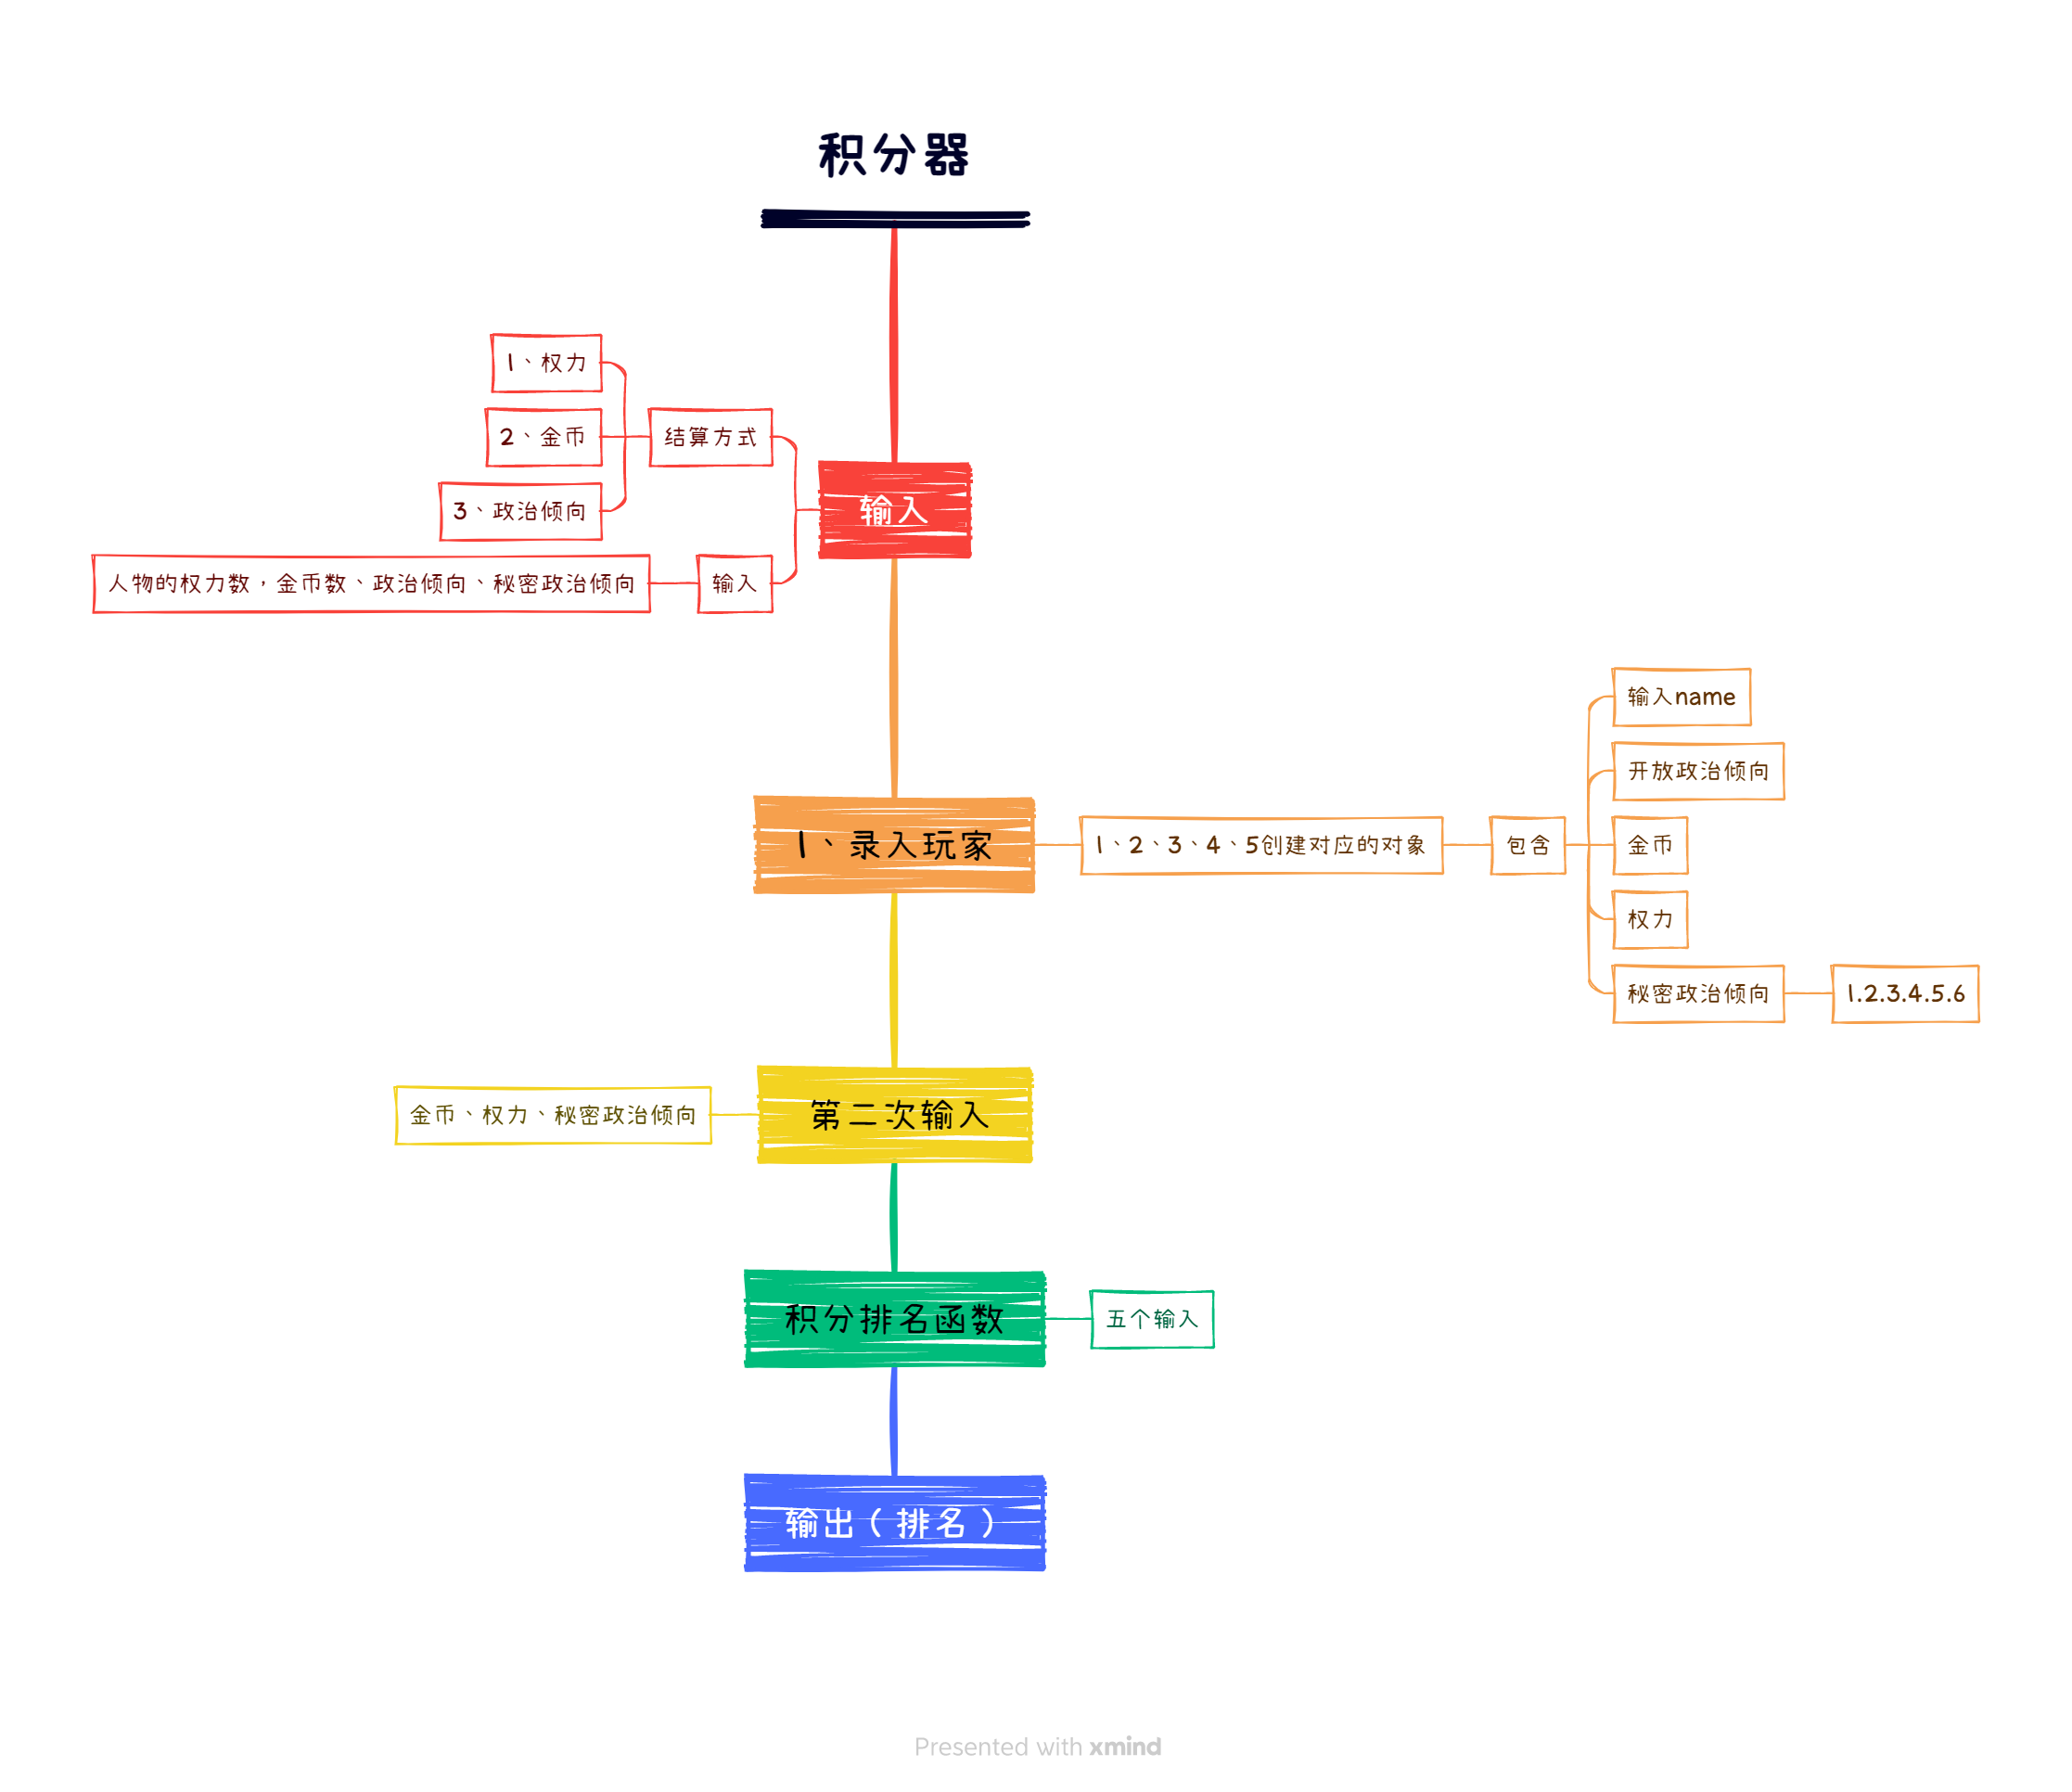 积分器
1、权力
2、金币
结算方式
3、政治倾向
输入
人物的权力数，金币数、政治倾向、秘密政治倾向
输入
输入name
开放政治倾向
1、录入玩家
1、2、3、4、5创建对应的对象
包含
金币
权力
秘密政治倾向
1.2.3.4.5.6
金币、权力、秘密政治倾向
第二次输入
积分排名函数
五个输入
输出（排名）
Presented with xmind